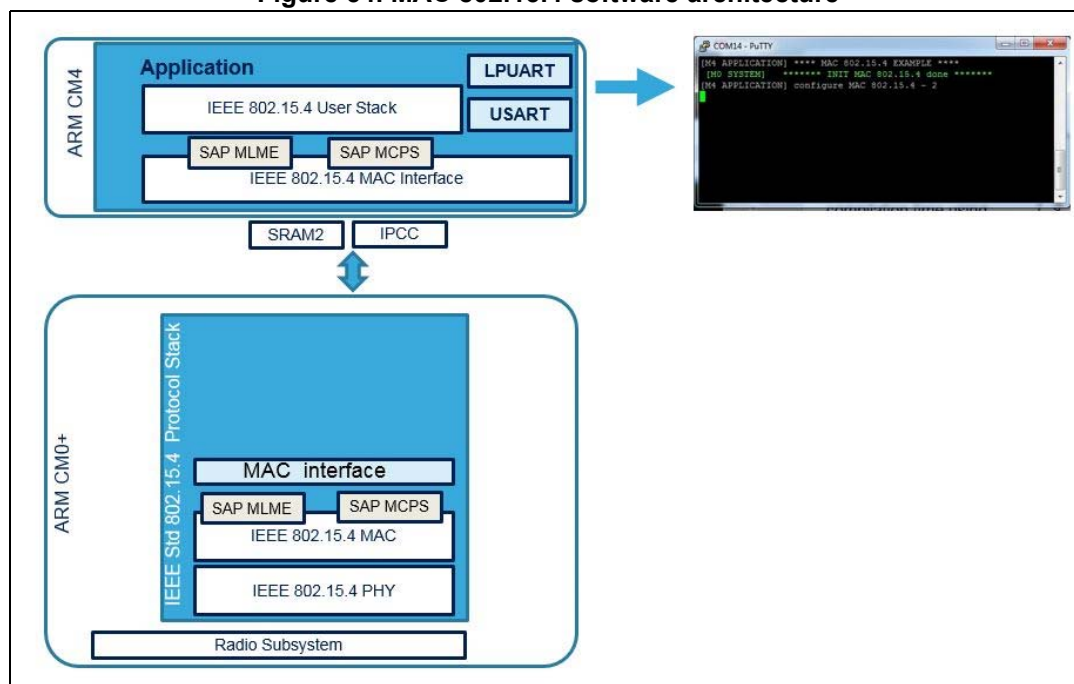 Figure 64. MAC 802.15.4 software architecture
ARM CM4
Application
LPUART
IEEE 802.15.4 User Stack
USART
SAP MLME
SAP MCPS
IEEE 802.15.4 MAC Interface
COM14 - PuTTY
[M4 APPLICATION] **** MAC 802.15.4 EXAMPLE ****
[M0 SYSTEM] ******* INIT MAC 802.15.4 done *******
[M4 APPLICATION] configure MAC 802.15.4 - 2
compilation time using
SRAM2
IPCC
ARM CM0+
IEEE Std 802.15.4 Protocol Stack
MAC interface
SAP MLME
SAP MCPS
IEEE 802.15.4 MAC
IEEE 802.15.4 PHY
Radio Subsystem